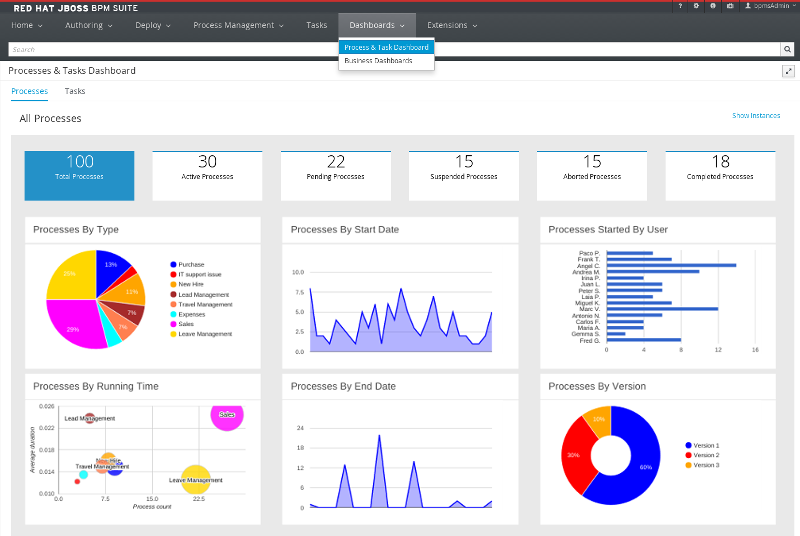 RED HAT JBOSS BPM SUITE
? bpmsAdmin
Home Authoring Deploy Process Management Tasks Dashboards Extensions
Process & Task Dashboard
Business Dashboards
Search
Processes & Tasks Dashboard
Processes Tasks
All Processes
Show Instances
100 30 22 15 15 18
Total Processes Active Processes Pending Processes Suspended Processes Aborted Processes Completed Processes
Processes By Type
13%
11%
7%
7%
29%
25%
Purchase
IT support issue
New Hire
Lead Management
Travel Management
Expenses
Sales
Leave Management
Processes By Start Date
10.0
7.5
5.0
2.5
0.0
Processes Started By User
Paco P.
Frank T.
Angel C.
Andrea M.
Irina P.
Juan L.
Peter S.
Laia P.
Miguel K.
Marc V.
Antonio N.
Carlos F.
Maria A.
Gemma S.
Fred G.
0 4 8 12 16
Processes By Running Time
Average duration
0.026
0.022
0.018
0.014
0.010
Lead Management
Sales
New Hire
Travel Management
Leave Management
0.0 7.5 15.0 22.5
Process count
Processes By End Date
24
18
12
6
0
Processes By Version
10%
30%
60%
Version 1
Version 2
Version 3